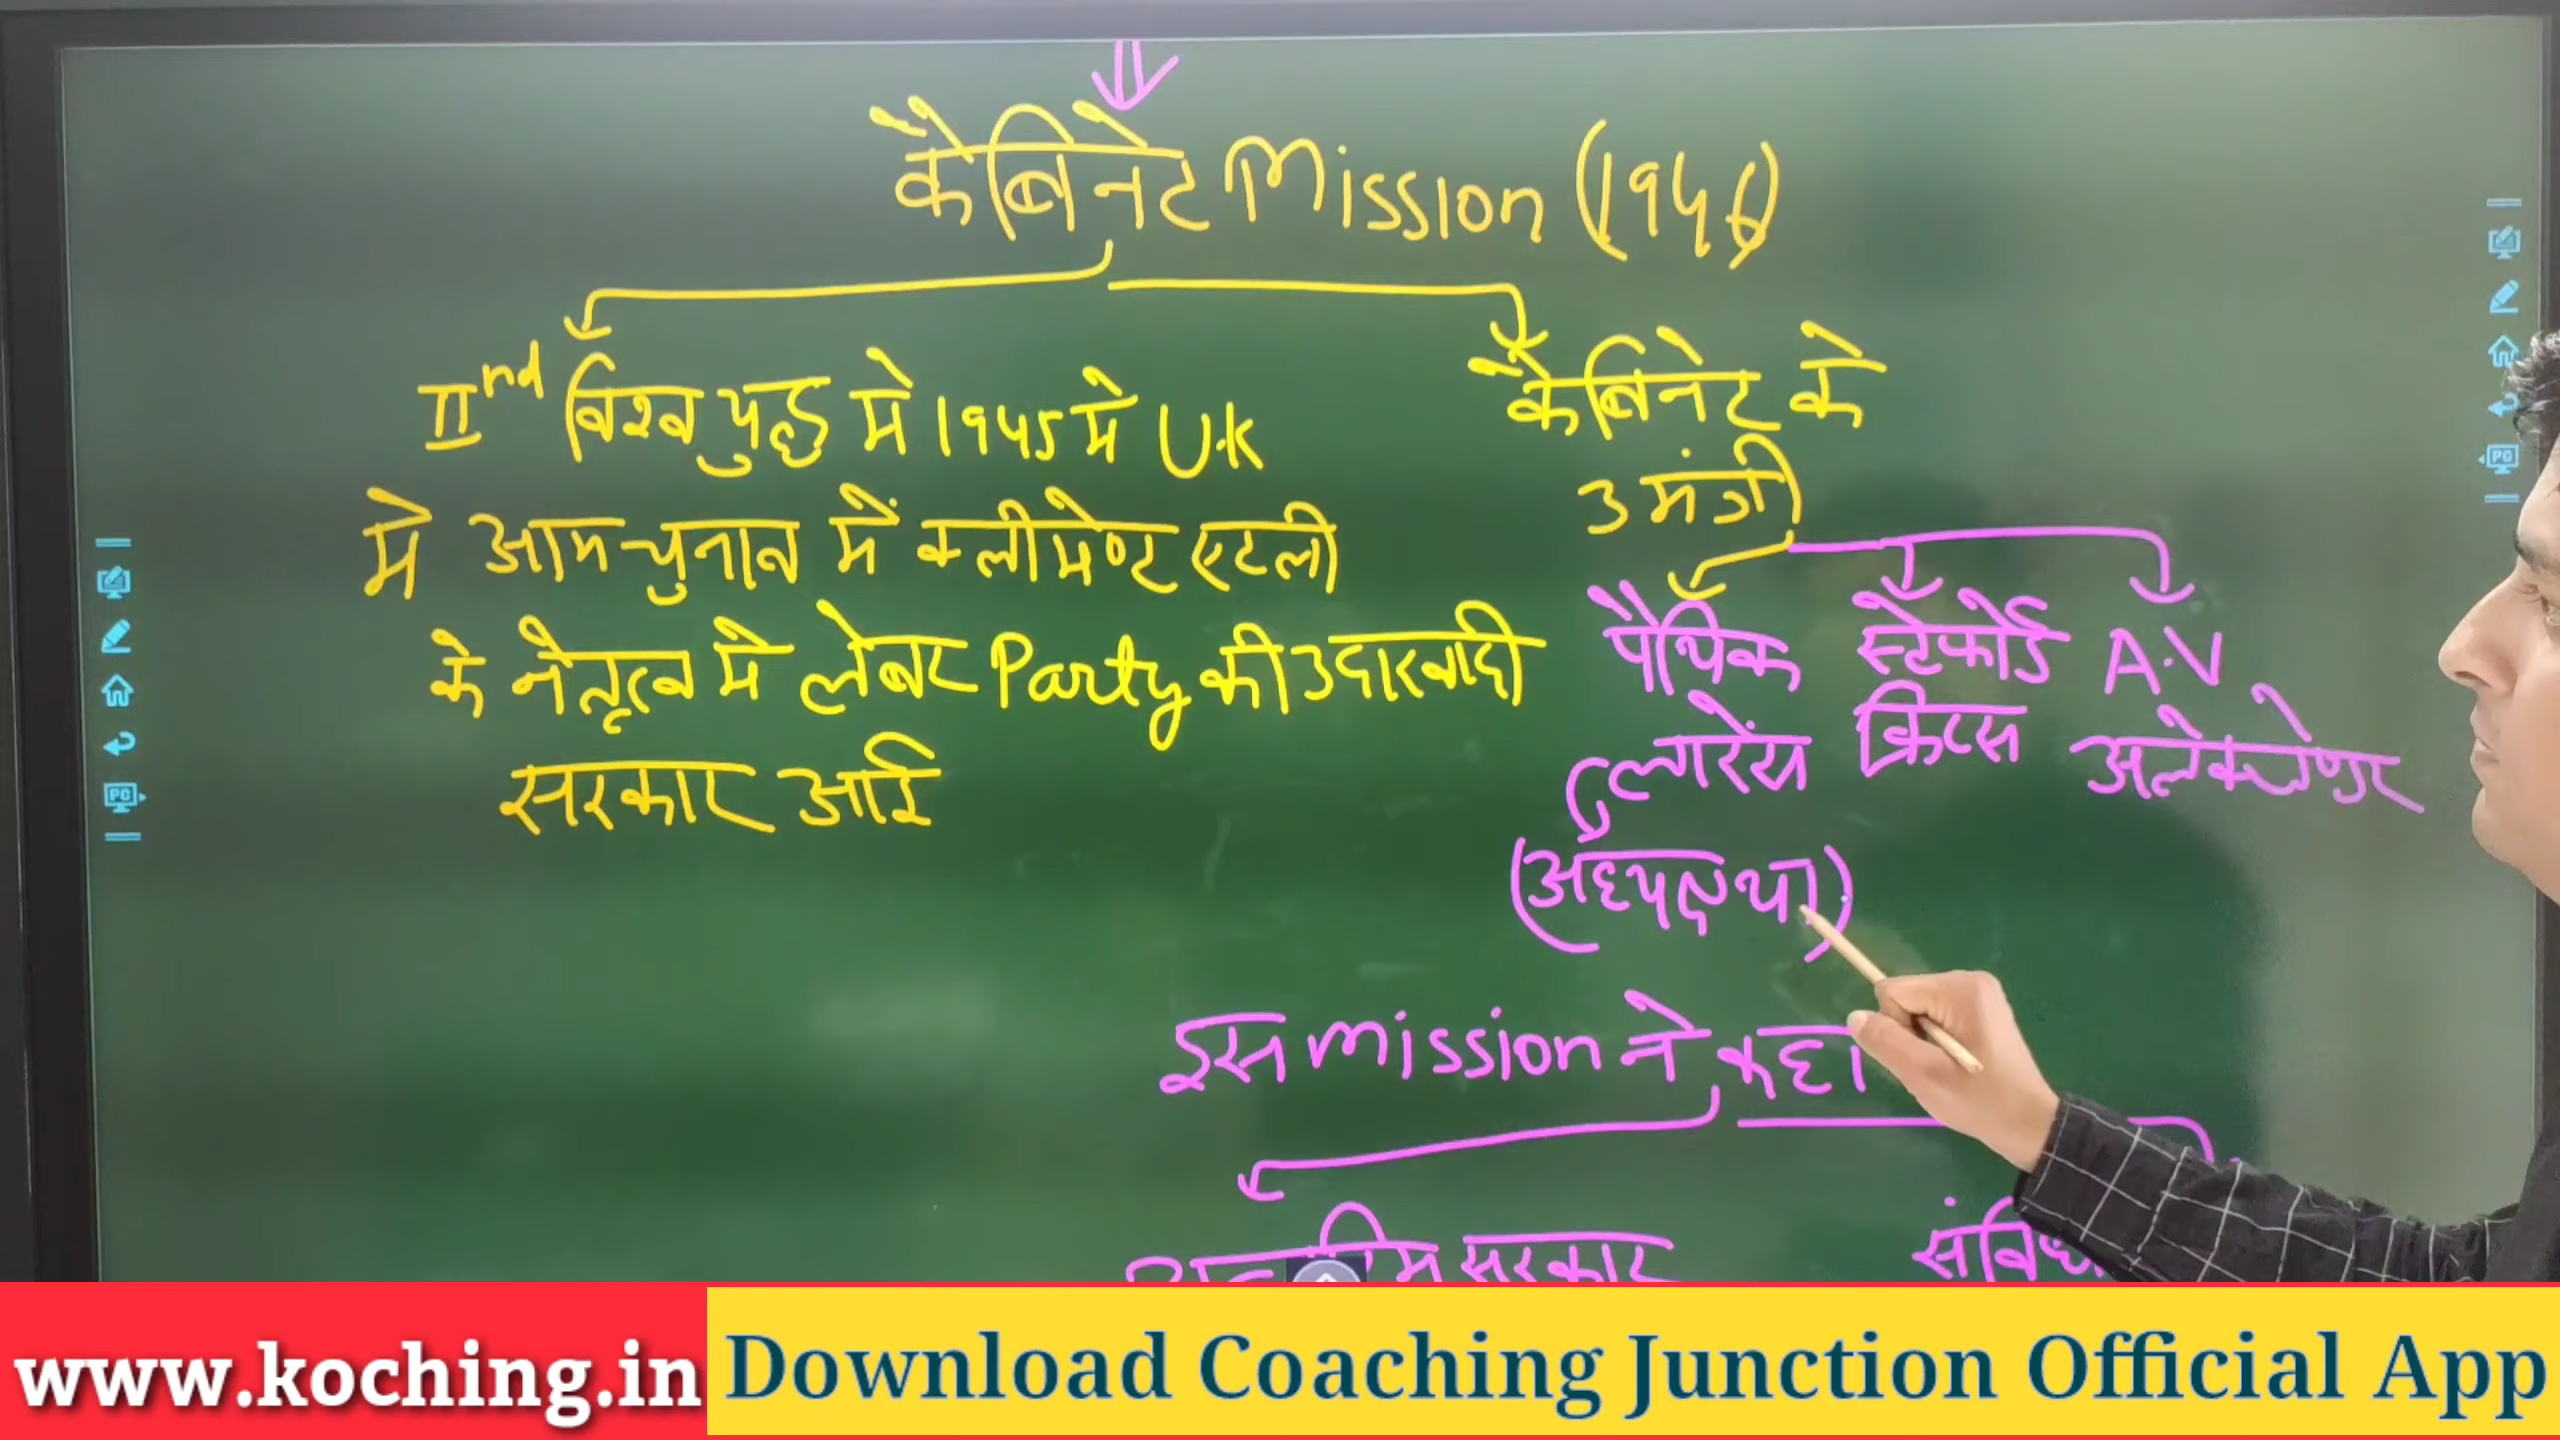 कैबिनेट Mission (1946)
IInd विश्व युद्ध मे 1945 मे U.K
मे आम चुनाव में क्लीमेण्ट एटली
के नेतृत्व मे लेबर Party की उदारवादी
सरकार आई
कैबिनेट के
3 मंत्री
पैथिक
लारेंस
(अध्यक्ष था)
स्टेफोर्ड
क्रिप्स
A.V
अलेक्जेण्डर
इस mission ने कहा
सरकार
www.koching.in
Download Coaching Junction Official App